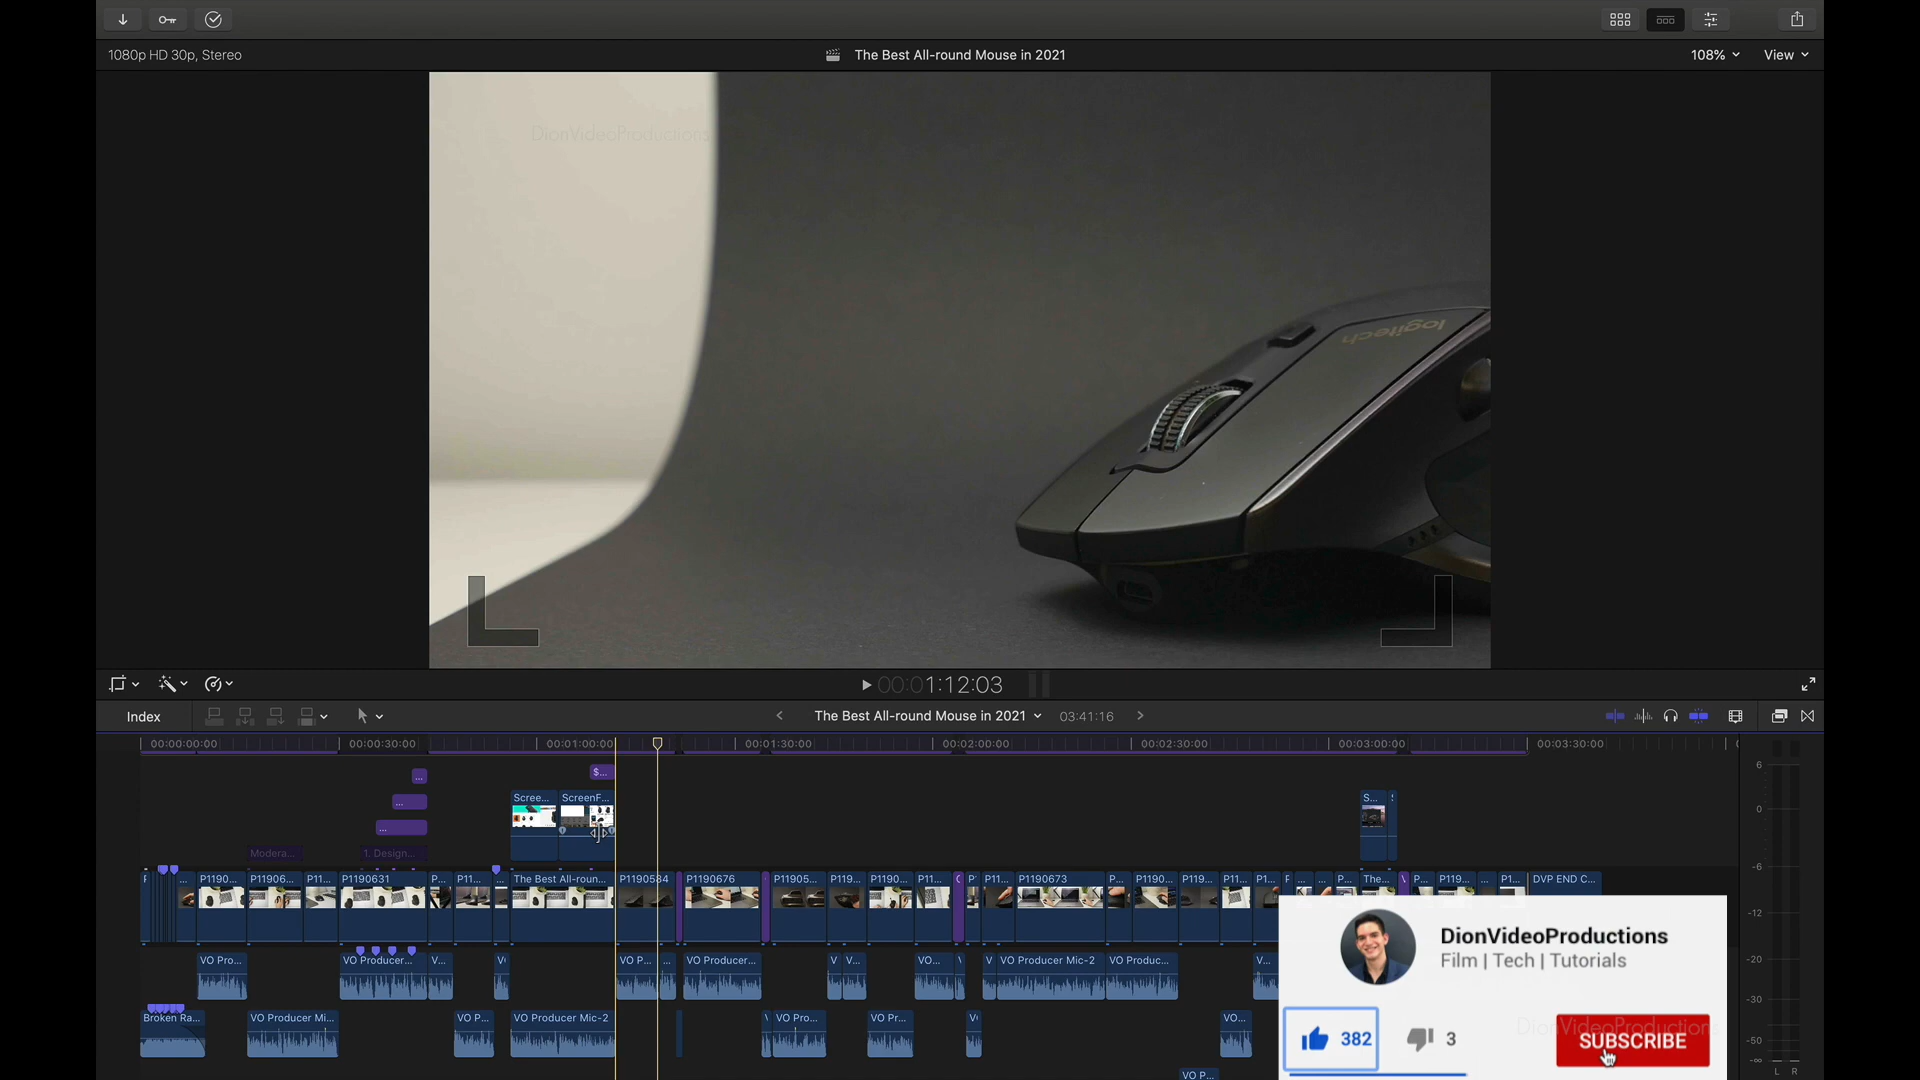 1080p HD 30p, Stereo
The Best All-round Mouse in 2021
108%
View
DionVideoProductions
logitech
00:01:12:03
Index
The Best All-round Mouse in 2021
03:41:16
00:00:00:00
00:00:30:00
00:01:00:00
00:01:30:00
00:02:00:00
00:02:30:00
00:03:00:00
00:03:30:00
$...
...
Scree...
ScreenF...
S...
...
...
Modera...
1. Design...
...
P1190...
P11906...
P11...
P1190631
P...
P11...
...
The Best All-roun...
P1190584
P1190676
P11905...
P119...
P1190...
P11...
P11...
P1190673
P...
P1190...
P119...
P11...
P1...
...
...
P...
The...
P...
P119...
...
P1...
DVP END C...
VO Pro...
VO Producer...
V...
VO P...
...
VO Producer...
V...
VO...
VO Producer Mic-2
VO Produc...
V...
Broken Ra...
VO Producer Mi...
VO P...
VO Producer Mic-2
VO Pro...
VO Pr...
VO...
VO P...
6
0
-6
-12
-20
-30
-50
-∞
L R
DionVideoProductions
Film | Tech | Tutorials
382
3
DionVideoProductions
SUBSCRIBE